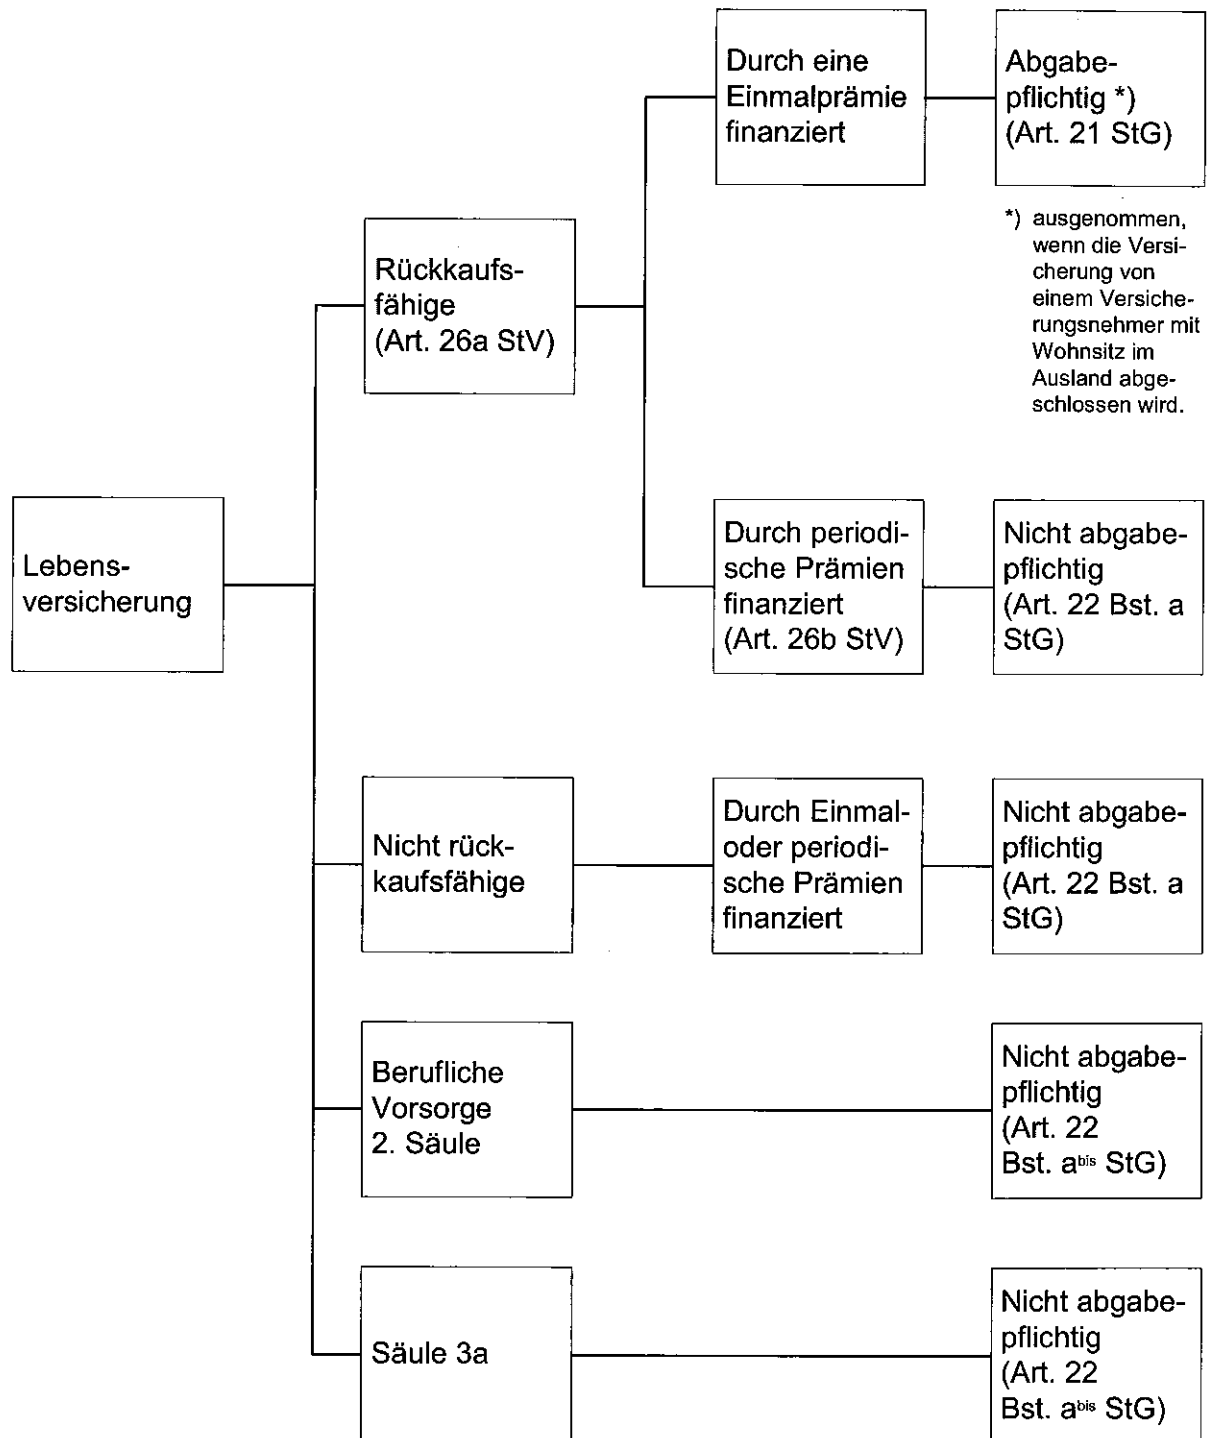 Durch eine
Einmalprämie
finanziert
Abgabe-
pflichtig *)
(Art. 21 StG)
*) ausgenommen,
wenn die Versi-
cherung von
einem Versiche-
rungsnehmer mit
Wohnsitz im
Ausland abge-
schlossen wird.
Rückkaufs-
fähige
(Art. 26a StV)
Lebens-
versicherung
Durch periodi-
sche Prämien
finanziert
(Art. 26b StV)
Nicht abgabe-
pflichtig
(Art. 22 Bst. a
StG)
Nicht rück-
kaufsfähige
Durch Einmal-
oder periodi-
sche Prämien
finanziert
Nicht abgabe-
pflichtig
(Art. 22 Bst. a
StG)
Berufliche
Vorsorge
2. Säule
Nicht abgabe-
pflichtig
(Art. 22
Bst. a^bis StG)
Säule 3a
Nicht abgabe-
pflichtig
(Art. 22
Bst. a^bis StG)